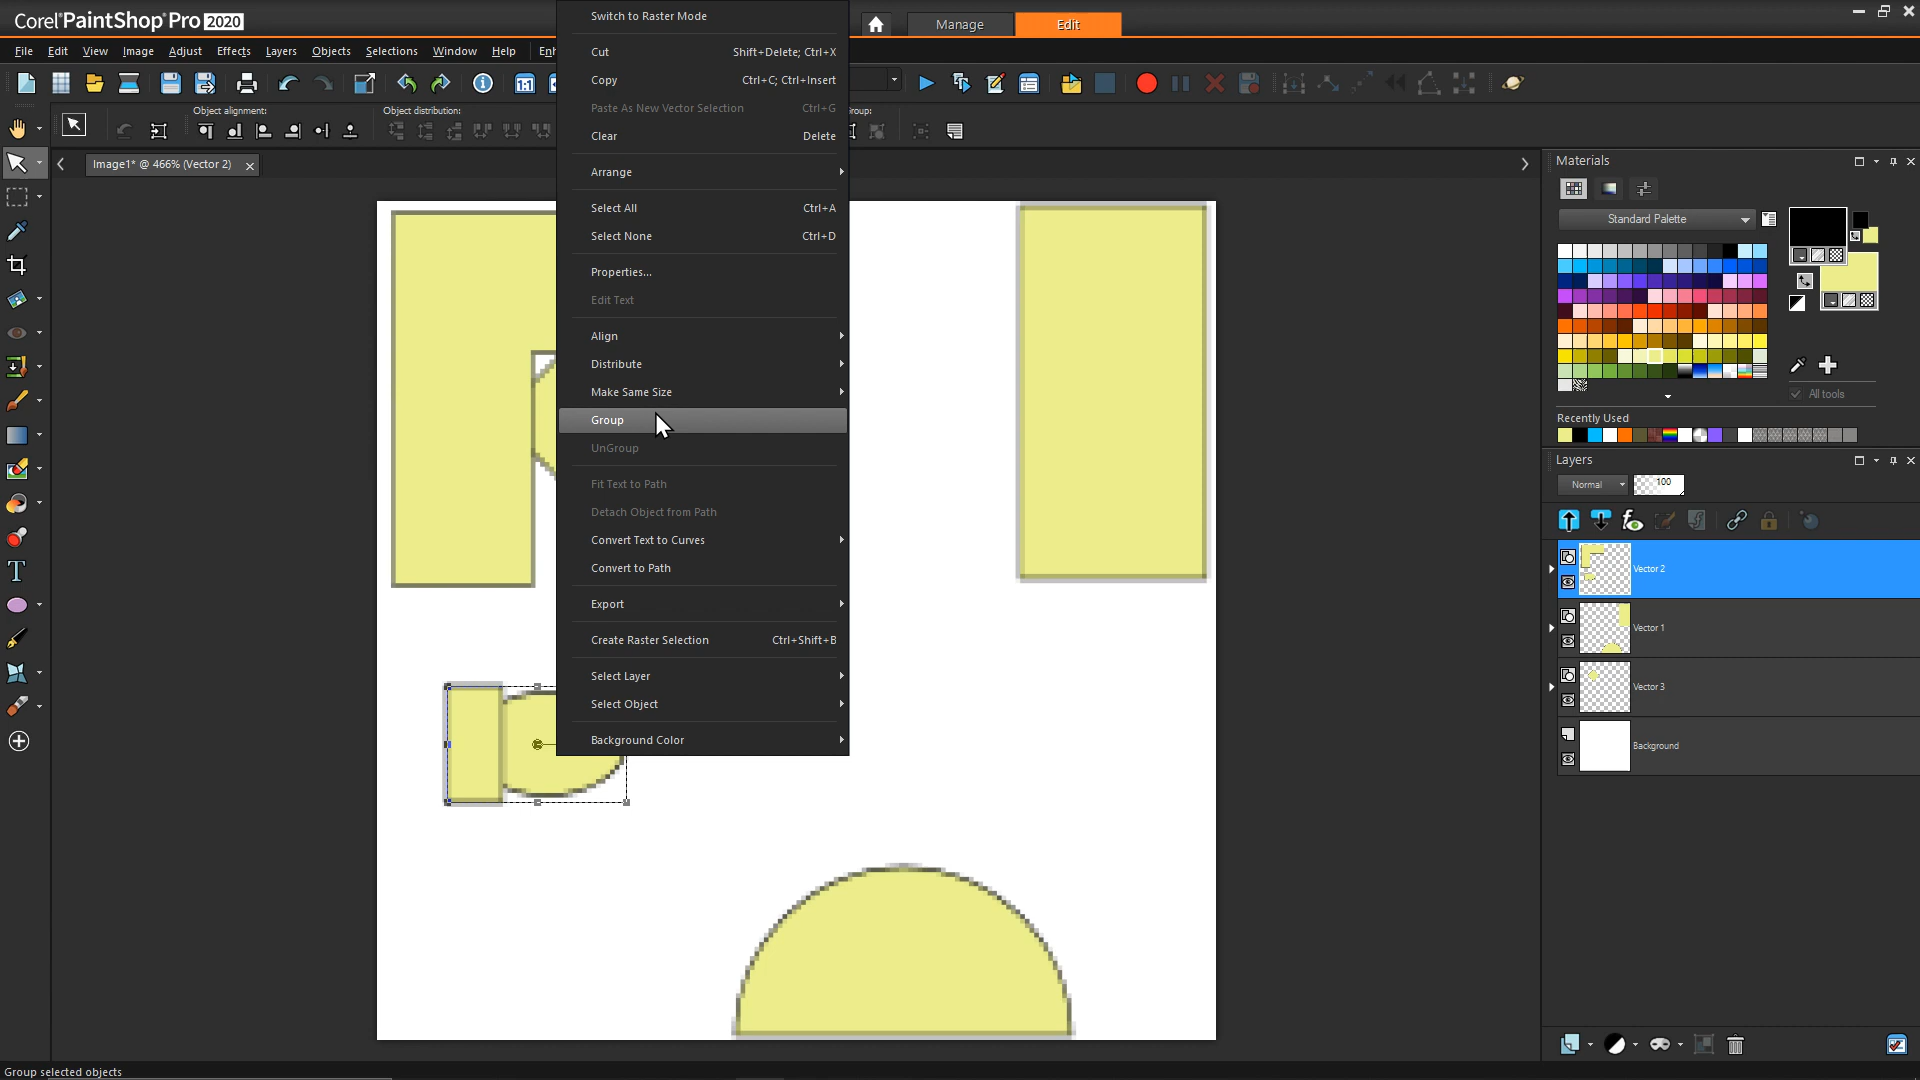 Corel PaintShop Pro 2020
Manage
Edit
File Edit View Image Adjust Effects Layers Objects Selections Window Help
Object alignment:
Object distribution:
Image1* @ 466% (Vector 2)
Switch to Raster Mode
Cut Shift+Delete; Ctrl+X
Copy Ctrl+C; Ctrl+Insert
Paste As New Vector Selection Ctrl+G
Clear Delete
Arrange
Select All Ctrl+A
Select None Ctrl+D
Properties...
Edit Text
Align
Distribute
Make Same Size
Group
UnGroup
Fit Text to Path
Detach Object from Path
Convert Text to Curves
Convert to Path
Export
Create Raster Selection Ctrl+Shift+B
Select Layer
Select Object
Background Color
Materials
Standard Palette
All tools
Recently Used
Layers
Normal 100
Vector 2
Vector 1
Vector 3
Background
Group selected objects